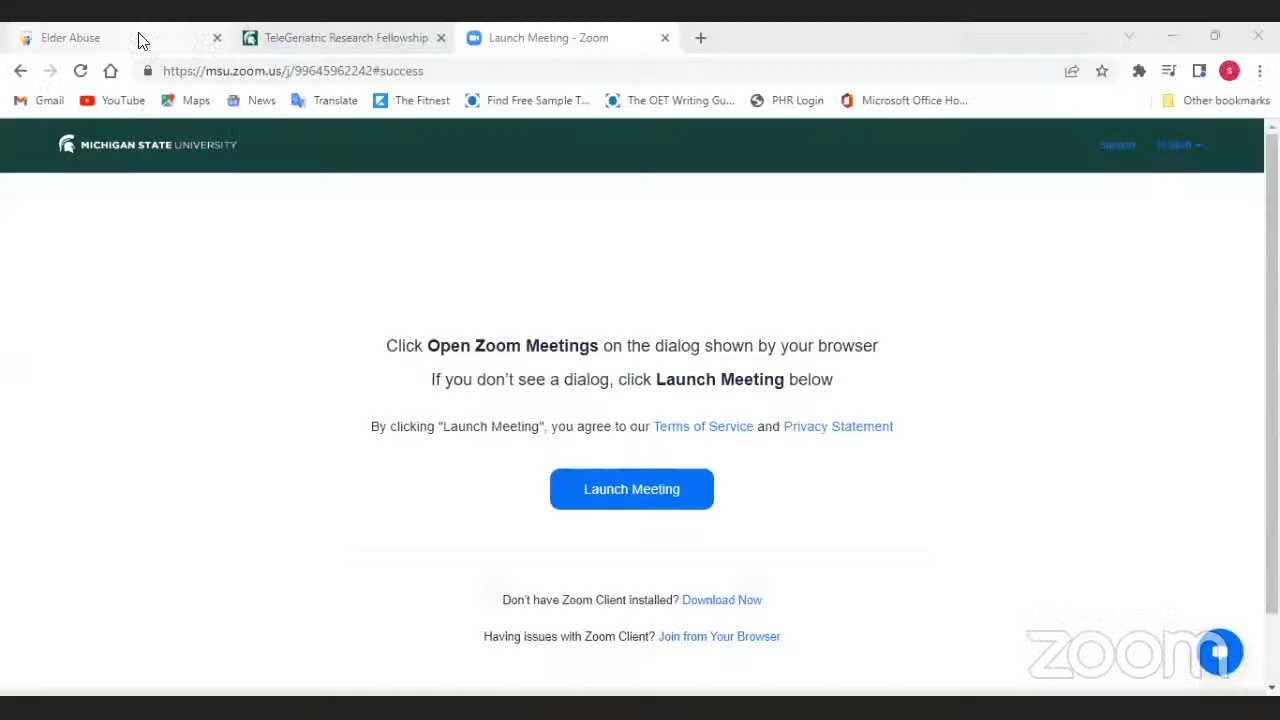 Elder Abuse
TeleGeriatric Research Fellowship
Launch Meeting - Zoom
https://msu.zoom.us/j/99645962242#success
S
Gmail
YouTube
Maps
News
Translate
The Fitnest
Find Free Sample T...
The OET Writing Gu...
PHR Login
Microsoft Office Ho...
Other bookmarks
MICHIGAN STATE UNIVERSITY
Support
English
Click Open Zoom Meetings on the dialog shown by your browser
If you don't see a dialog, click Launch Meeting below
By clicking "Launch Meeting", you agree to our Terms of Service and Privacy Statement
Launch Meeting
Don't have Zoom Client installed? Download Now
Having issues with Zoom Client? Join from Your Browser
zoom